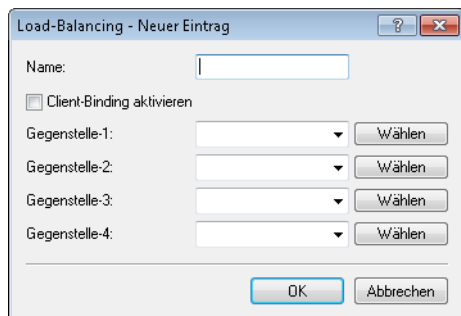 Load-Balancing - Neuer Eintrag
Name:
Client-Binding aktivieren
Gegenstelle-1: Wählen
Gegenstelle-2: Wählen
Gegenstelle-3: Wählen
Gegenstelle-4: Wählen
OK Abbrechen